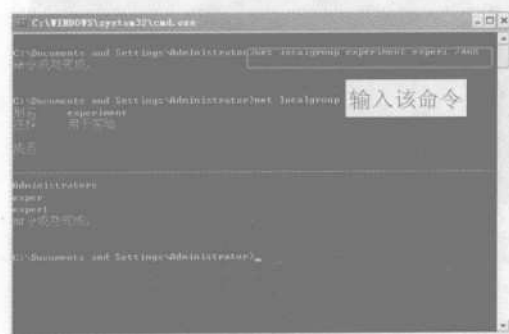 C:\WINDOWS\system32\cmd.exe
C:\Documents and Settings\Administrator>net localgroup experiment exper1 /add
命令成功完成。
C:\Documents and Settings\Administrator>net localgroup
输入该命令
别名 experiment
注释
成员
Administrators
exper
exper1
命令成功完成。
C:\Documents and Settings\Administrator>_